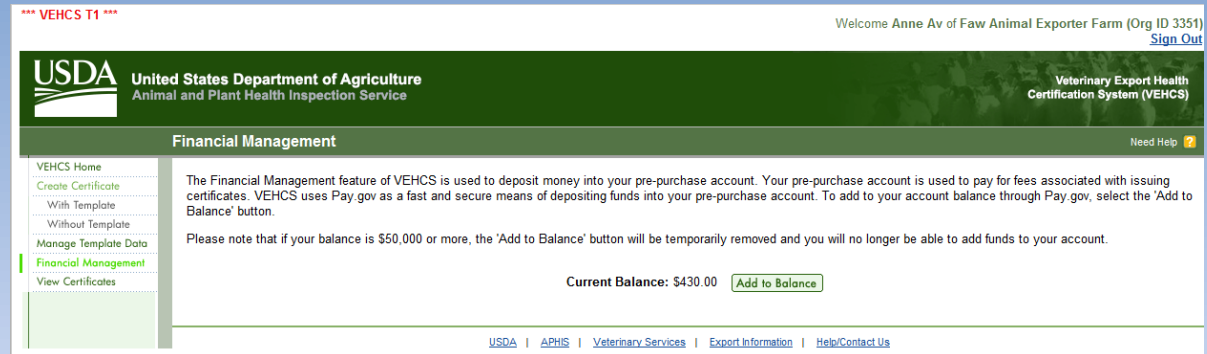 *** VEHCS T1 ***
Welcome Anne Av of Faw Animal Exporter Farm (Org ID 3351)
Sign Out
USDA
United States Department of Agriculture
Animal and Plant Health Inspection Service
Veterinary Export Health
Certification System (VEHCS)
Financial Management
Need Help ?
VEHCS Home
Create Certificate
With Template
Without Template
Manage Template Data
Financial Management
View Certificates
The Financial Management feature of VEHCS is used to deposit money into your pre-purchase account. Your pre-purchase account is used to pay for fees associated with issuing
certificates. VEHCS uses Pay.gov as a fast and secure means of depositing funds into your pre-purchase account. To add to your account balance through Pay.gov, select the 'Add to
Balance' button.
Please note that if your balance is $50,000 or more, the 'Add to Balance' button will be temporarily removed and you will no longer be able to add funds to your account.
Current Balance: $430.00 Add to Balance
USDA | APHIS | Veterinary Services | Export Information | Help/Contact Us